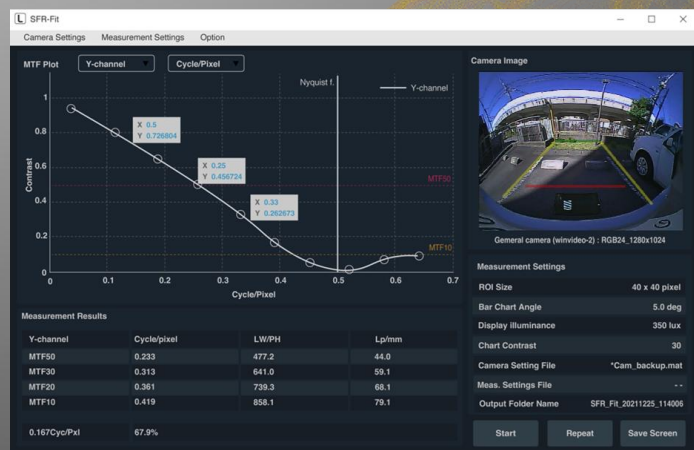 L SFR-Fit
Camera Settings Measurement Settings Option
MTF Plot Y-channel Cycle/Pixel
Nyquist f. Y-channel
Contrast
1
0.8
0.6
0.4
0.2
0
X 0.5
Y 0.726804
X 0.25
Y 0.456724
X 0.33
Y 0.262673
MTF50
MTF10
0 0.1 0.2 0.3 0.4 0.5 0.6 0.7
Cycle/Pixel
Measurement Results
Y-channel Cycle/pixel LW/PH Lp/mm
MTF50 0.233 477.2 44.0
MTF30 0.313 641.0 59.1
MTF20 0.361 739.3 68.1
MTF10 0.419 858.1 79.1
0.167Cyc/Pxl 67.9%
Camera Image
Gemeral camera (winvideo-2) : RGB24_1280x1024
Measurement Settings
ROI Size 40 x 40 pixel
Bar Chart Angle 5.0 deg
Display illuminance 350 lux
Chart Contrast 30
Camera Setting File *Cam_backup.mat
Meas. Settings File - -
Output Folder Name SFR_Fit_20211225_114006
Start Repeat Save Screen